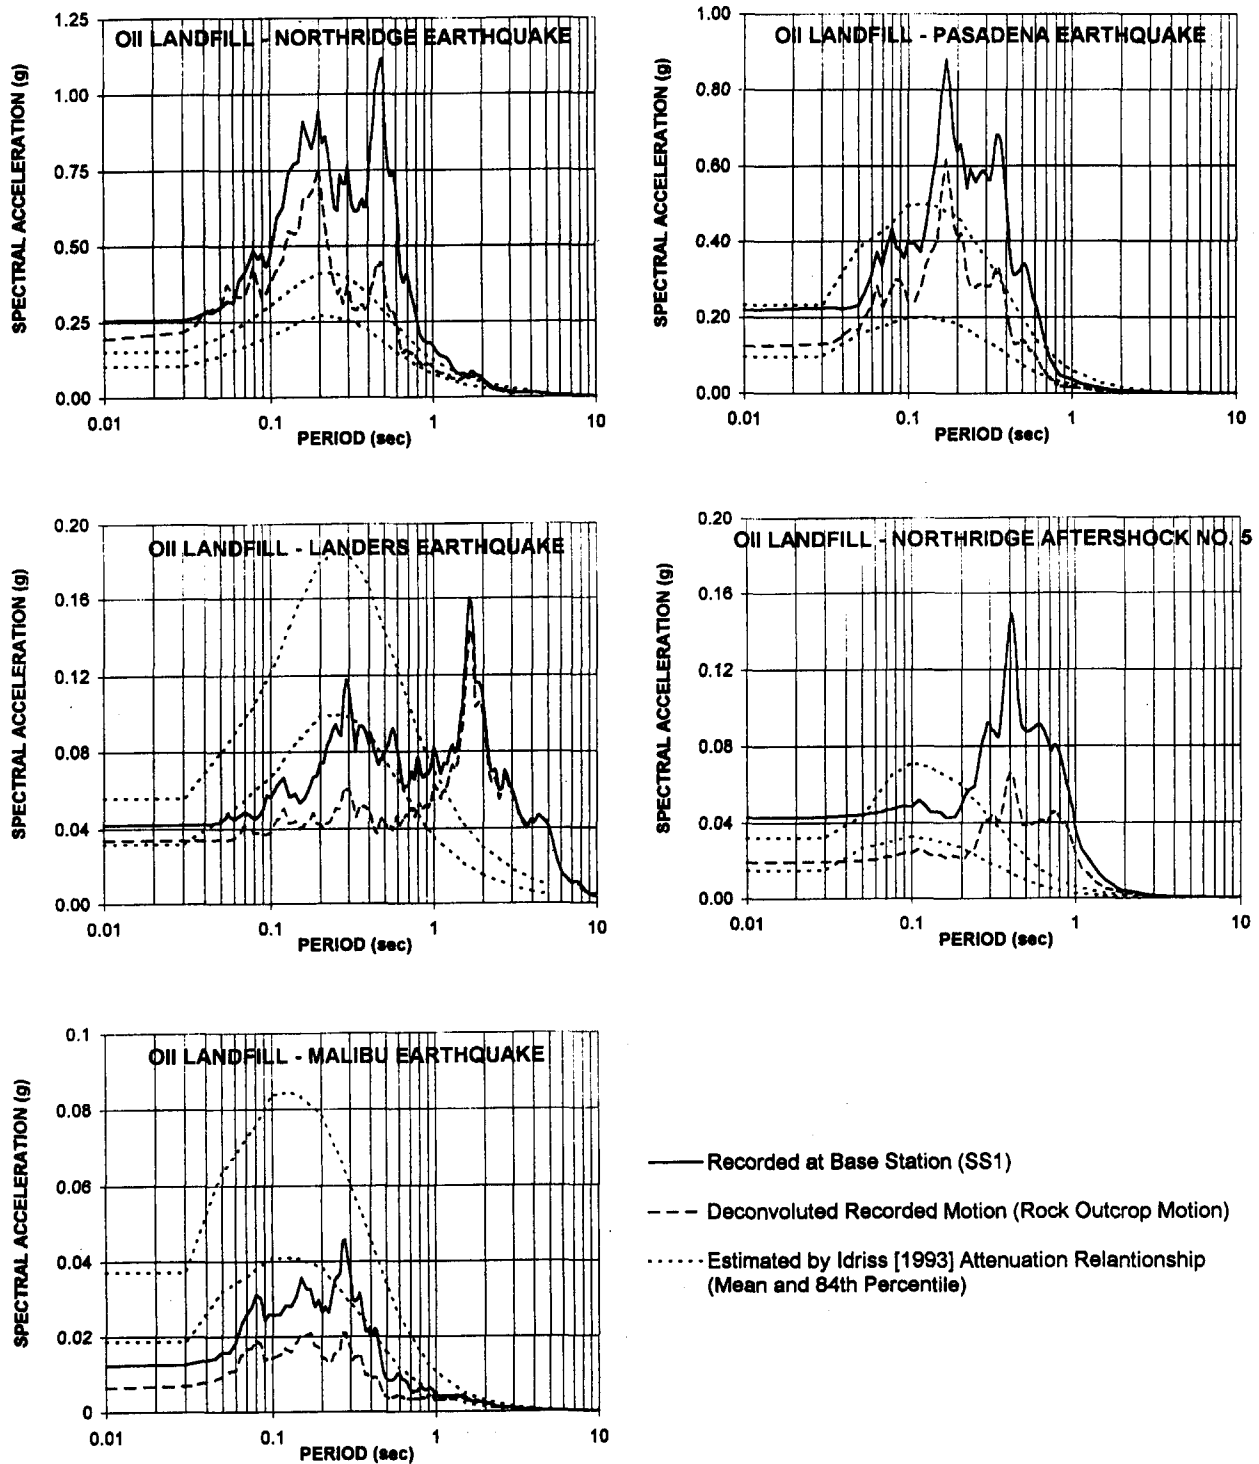 OII LANDFILL - NORTHRIDGE EARTHQUAKE
SPECTRAL ACCELERATION (g)
1.25
1.00
0.75
0.50
0.25
0.00
0.01
0.1
1
10
PERIOD (sec)
OII LANDFILL - PASADENA EARTHQUAKE
SPECTRAL ACCELERATION (g)
1.00
0.80
0.60
0.40
0.20
0.00
0.01
0.1
1
10
PERIOD (sec)
OII LANDFILL - LANDERS EARTHQUAKE
SPECTRAL ACCELERATION (g)
0.20
0.16
0.12
0.08
0.04
0.00
0.01
0.1
1
10
PERIOD (sec)
OII LANDFILL - NORTHRIDGE AFTERSHOCK NO. 5
SPECTRAL ACCELERATION (g)
0.20
0.16
0.12
0.08
0.04
0.00
0.01
0.1
1
10
PERIOD (sec)
OII LANDFILL - MALIBU EARTHQUAKE
SPECTRAL ACCELERATION (g)
0.1
0.08
0.06
0.04
0.02
0
0.01
0.1
1
10
PERIOD (sec)
Recorded at Base Station (SS1)
Deconvoluted Recorded Motion (Rock Outcrop Motion)
Estimated by Idriss [1993] Attenuation Relantionship
(Mean and 84th Percentile)